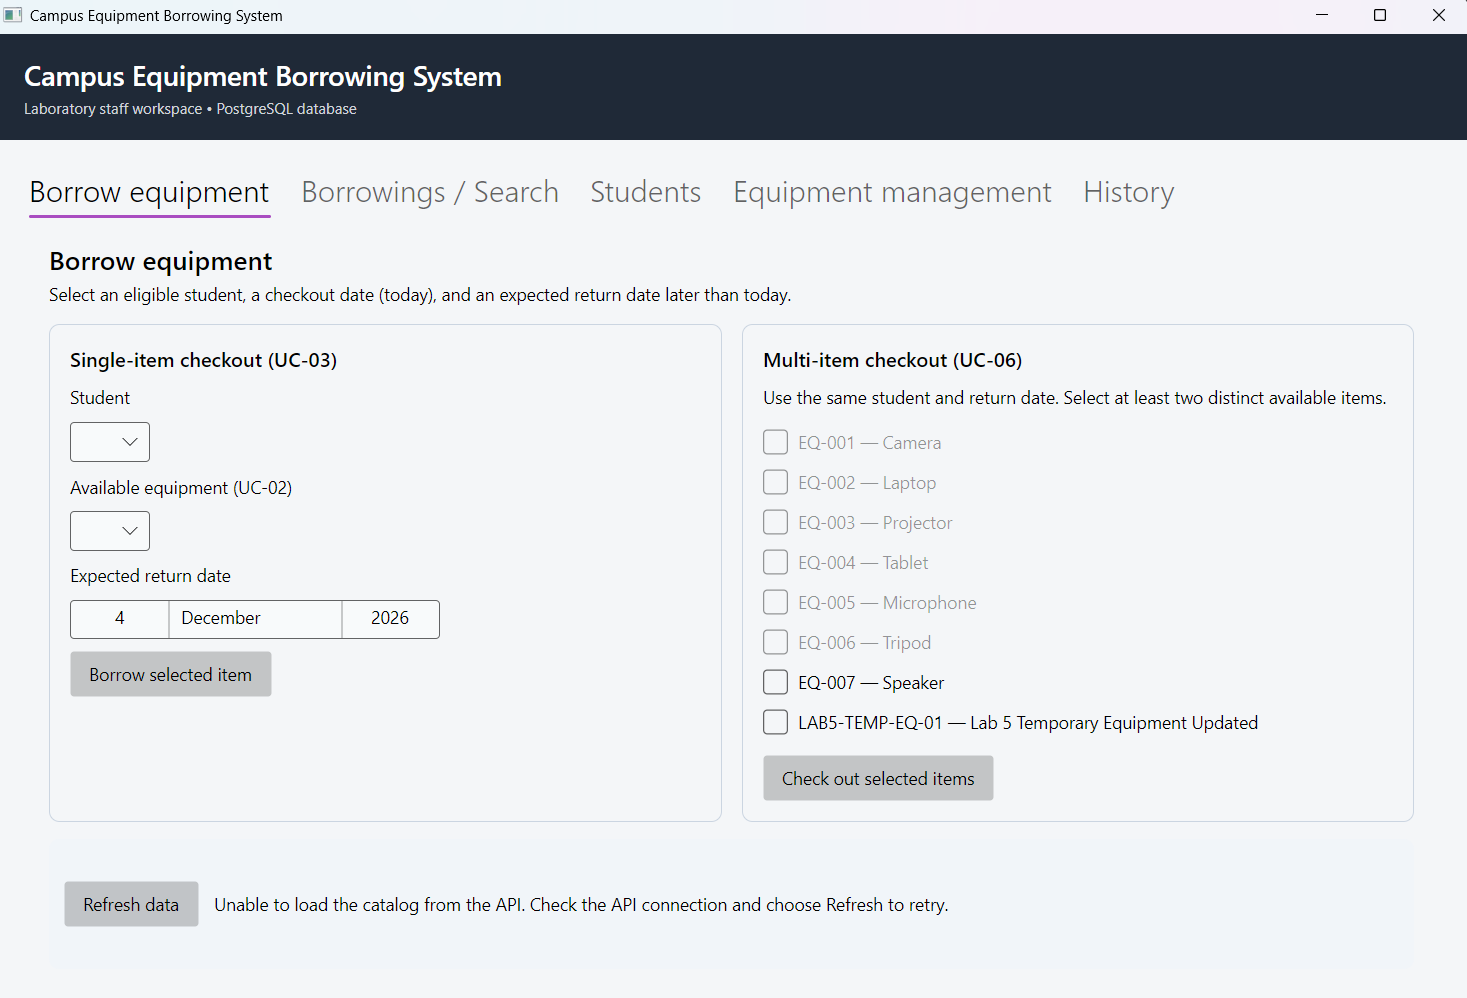 Campus Equipment Borrowing System
Campus Equipment Borrowing System
Laboratory staff workspace • PostgreSQL database
Borrow equipment
Borrowings / Search
Students
Equipment management
History
Borrow equipment
Select an eligible student, a checkout date (today), and an expected return date later than today.
Single-item checkout (UC-03)
Student
Available equipment (UC-02)
Expected return date
4 December 2026
Borrow selected item
Multi-item checkout (UC-06)
Use the same student and return date. Select at least two distinct available items.
EQ-001 — Camera
EQ-002 — Laptop
EQ-003 — Projector
EQ-004 — Tablet
EQ-005 — Microphone
EQ-006 — Tripod
EQ-007 — Speaker
LAB5-TEMP-EQ-01 — Lab 5 Temporary Equipment Updated
Check out selected items
Refresh data
Unable to load the catalog from the API. Check the API connection and choose Refresh to retry.